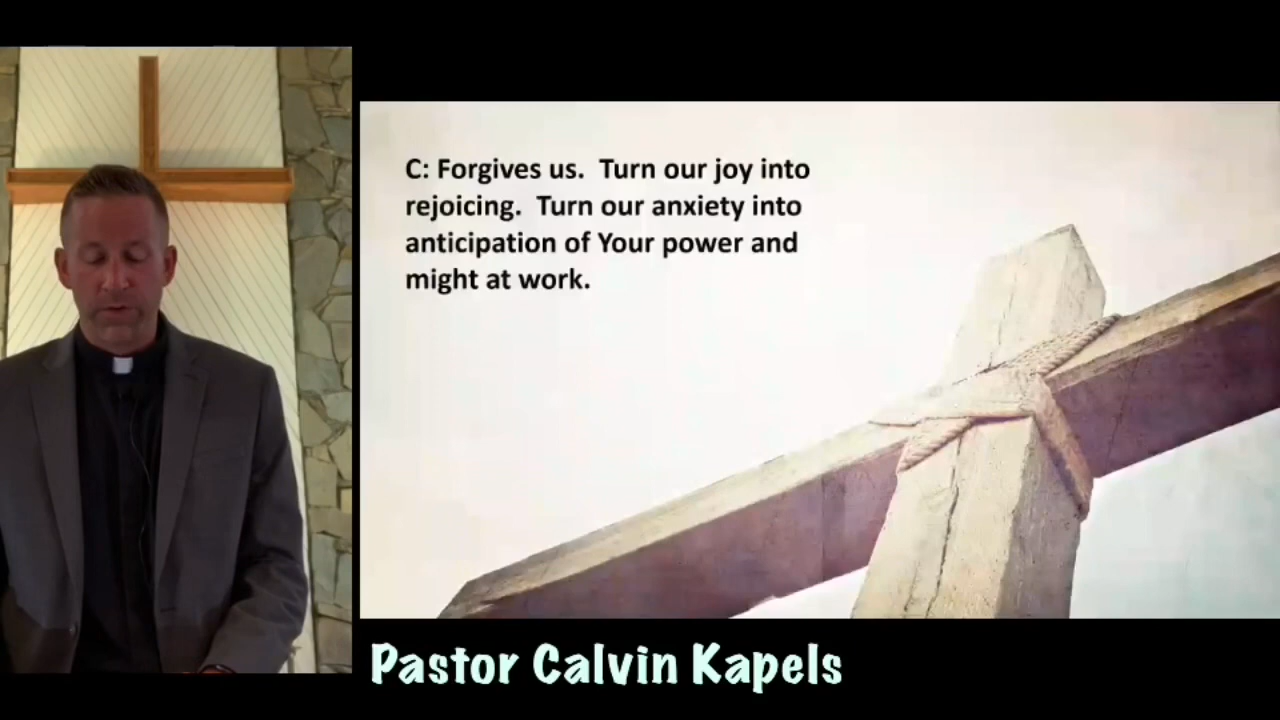 C: Forgives us.  Turn our joy into
rejoicing.  Turn our anxiety into
anticipation of Your power and
might at work.
Pastor Calvin Kapels